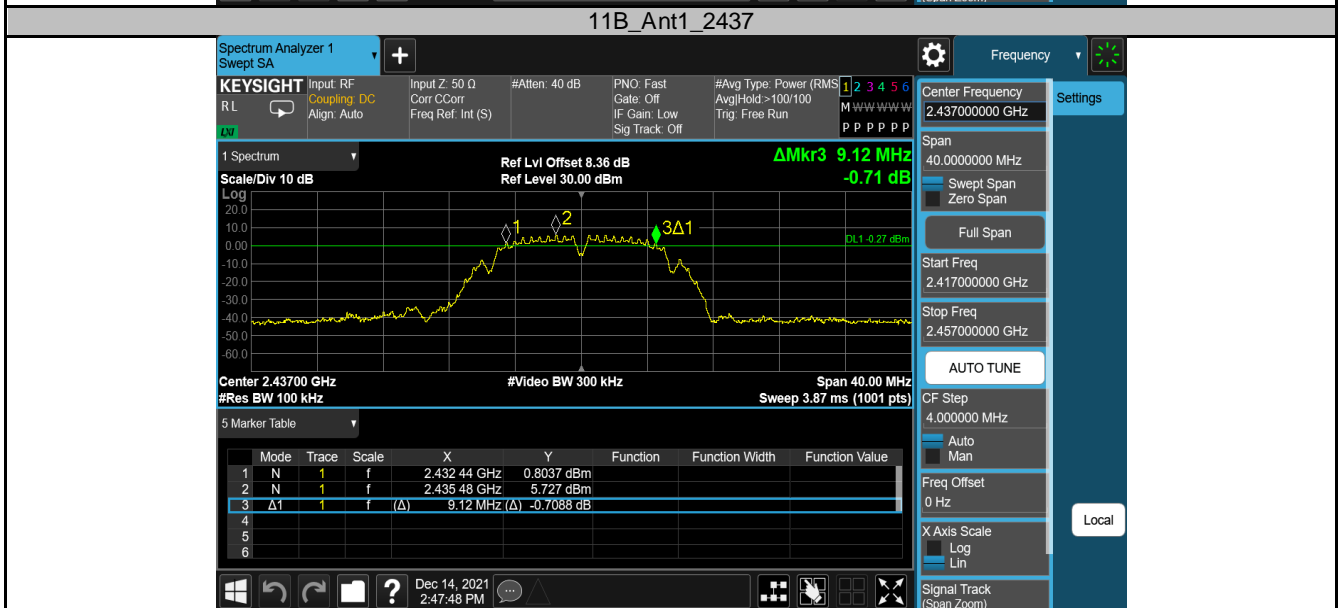 (Span Zoom)
11B_Ant1_2437
Spectrum Analyzer 1
Swept SA
Frequency
KEYSIGHT
R L
LXI
Input: RF
Coupling: DC
Align: Auto
Input Z: 50 Ω
Corr CCorr
Freq Ref: Int (S)
#Atten: 40 dB
PNO: Fast
Gate: Off
IF Gain: Low
Sig Track: Off
#Avg Type: Power (RMS
Avg|Hold:>100/100
Trig: Free Run
1 2 3 4 5 6
M W W W W W
P P P P P P
1 Spectrum
Scale/Div 10 dB
Ref Lvl Offset 8.36 dB
Ref Level 30.00 dBm
ΔMkr3 9.12 MHz
-0.71 dB
Log
20.0
10.0
0.00
-10.0
-20.0
-30.0
-40.0
-50.0
-60.0
1
2
3Δ1
DL1 -0.27 dBm
Center 2.43700 GHz
#Res BW 100 kHz
#Video BW 300 kHz
Span 40.00 MHz
Sweep 3.87 ms (1001 pts)
5 Marker Table
Mode Trace Scale X Y Function Function Width Function Value
1 N 1 f 2.432 44 GHz 0.8037 dBm
2 N 1 f 2.435 48 GHz 5.727 dBm
3 Δ1 1 f (Δ) 9.12 MHz (Δ) -0.7088 dB
4
5
6
?
Dec 14, 2021
2:47:48 PM
Center Frequency
2.437000000 GHz
Settings
Span
40.0000000 MHz
Swept Span
Zero Span
Full Span
Start Freq
2.417000000 GHz
Stop Freq
2.457000000 GHz
AUTO TUNE
CF Step
4.000000 MHz
Auto
Man
Freq Offset
0 Hz
X Axis Scale
Log
Lin
Local
Signal Track
(Span Zoom)